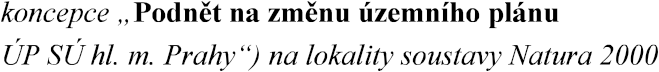 koncepce „Podnět na změnu územního plánu
ÚP SÚ hl. m. Prahy“) na lokality soustavy Natura 2000